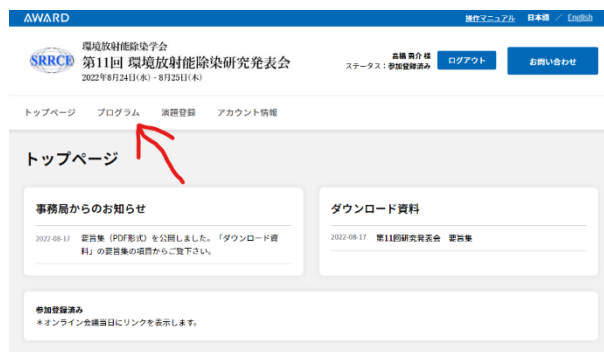 AWARD
操作マニュアル 日本語 / English
SRRCE
環境放射能除染学会
第11回 環境放射能除染研究発表会
2022年8月24日(水) - 8月25日(木)
高橋 勇介 様
ステータス：参加登録済み
ログアウト
お問い合わせ
トップページ プログラム 演題登録 アカウント情報
トップページ
事務局からのお知らせ
2022-08-17 要旨集（PDF形式）を公開しました。「ダウンロード資
料」の要旨集の項目からご覧下さい。
ダウンロード資料
2022-08-17 第11回研究発表会 要旨集
参加登録済み
＊オンライン会議当日にリンクを表示します。